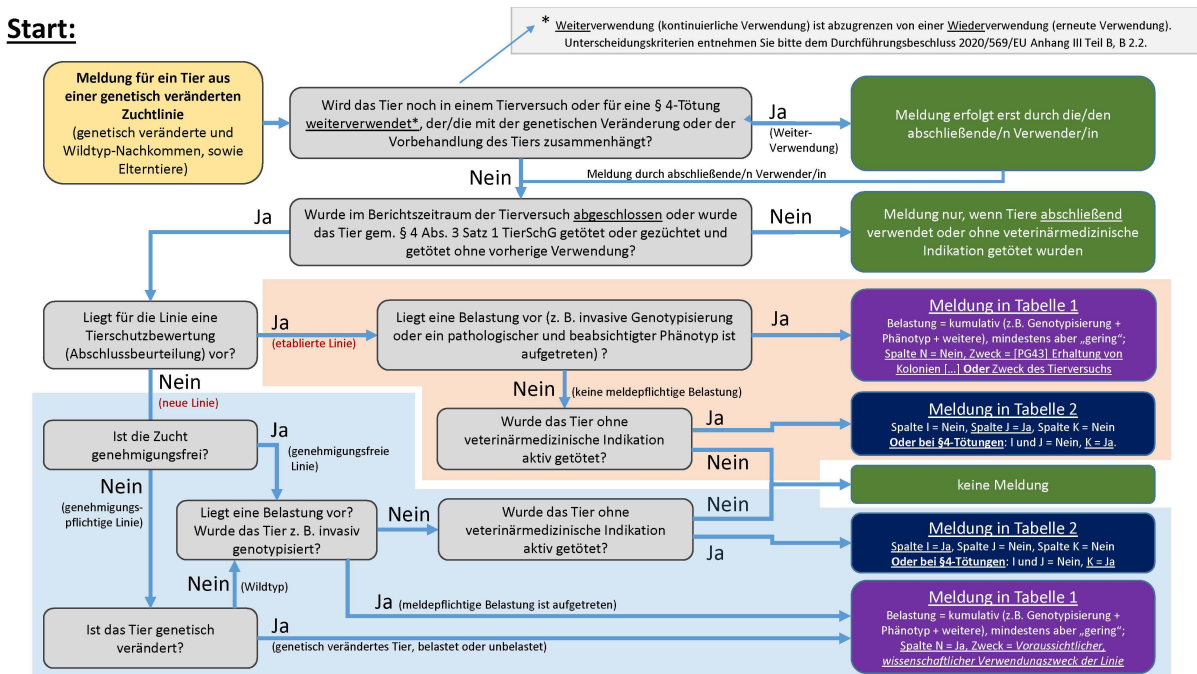 Start:
* Weiterverwendung (kontinuierliche Verwendung) ist abzugrenzen von einer Wiederverwendung (erneute Verwendung).
Unterscheidungskriterien entnehmen Sie bitte dem Durchführungsbeschluss 2020/569/EU Anhang III Teil B, B 2.2.
Meldung für ein Tier aus
einer genetisch veränderten
Zuchtlinie
(genetisch veränderte und
Wildtyp-Nachkommen, sowie
Elterntiere)
Wird das Tier noch in einem Tierversuch oder für eine § 4-Tötung
weiterverwendet*, der/die mit der genetischen Veränderung oder der
Vorbehandlung des Tiers zusammenhängt?
Ja
(Weiter-
Verwendung)
Meldung erfolgt erst durch die/den
abschließende/n Verwender/in
Nein
Meldung durch abschließende/n Verwender/in
Ja
Wurde im Berichtszeitraum der Tierversuch abgeschlossen oder wurde
das Tier gem. § 4 Abs. 3 Satz 1 TierSchG getötet oder gezüchtet und
getötet ohne vorherige Verwendung?
Nein
Meldung nur, wenn Tiere abschließend
verwendet oder ohne veterinärmedizinische
Indikation getötet wurden
Liegt für die Linie eine
Tierschutzbewertung
(Abschlussbeurteilung) vor?
Ja
(etablierte Linie)
Liegt eine Belastung vor (z. B. invasive Genotypisierung
oder ein pathologischer und beabsichtigter Phänotyp ist
aufgetreten) ?
Ja
Meldung in Tabelle 1
Belastung = kumulativ (z.B. Genotypisierung +
Phänotyp + weitere), mindestens aber „gering“;
Spalte N = Nein, Zweck = [PG43] Erhaltung von
Kolonien [...] Oder Zweck des Tierversuchs
Nein
(neue Linie)
Nein
(keine meldepflichtige Belastung)
Wurde das Tier ohne
veterinärmedizinische Indikation
aktiv getötet?
Ja
Nein
Meldung in Tabelle 2
Spalte I = Nein, Spalte J = Ja, Spalte K = Nein
Oder bei §4-Tötungen: I und J = Nein, K = Ja.
Ist die Zucht
genehmigungsfrei?
Ja
(genehmigungsfreie
Linie)
keine Meldung
Nein
(genehmigungs-
pflichtige Linie)
Liegt eine Belastung vor?
Wurde das Tier z. B. invasiv
genotypisiert?
Nein
Wurde das Tier ohne
veterinärmedizinische Indikation
aktiv getötet?
Nein
Ja
Meldung in Tabelle 2
Spalte I = Ja, Spalte J = Nein, Spalte K = Nein
Oder bei §4-Tötungen: I und J = Nein, K = Ja
Nein
(Wildtyp)
Ja
(meldepflichtige Belastung ist aufgetreten)
Ist das Tier genetisch
verändert?
Ja
(genetisch verändertes Tier, belastet oder unbelastet)
Meldung in Tabelle 1
Belastung = kumulativ (z.B. Genotypisierung +
Phänotyp + weitere), mindestens aber „gering“;
Spalte N = Ja, Zweck = Voraussichtlicher,
wissenschaftlicher Verwendungszweck der Linie